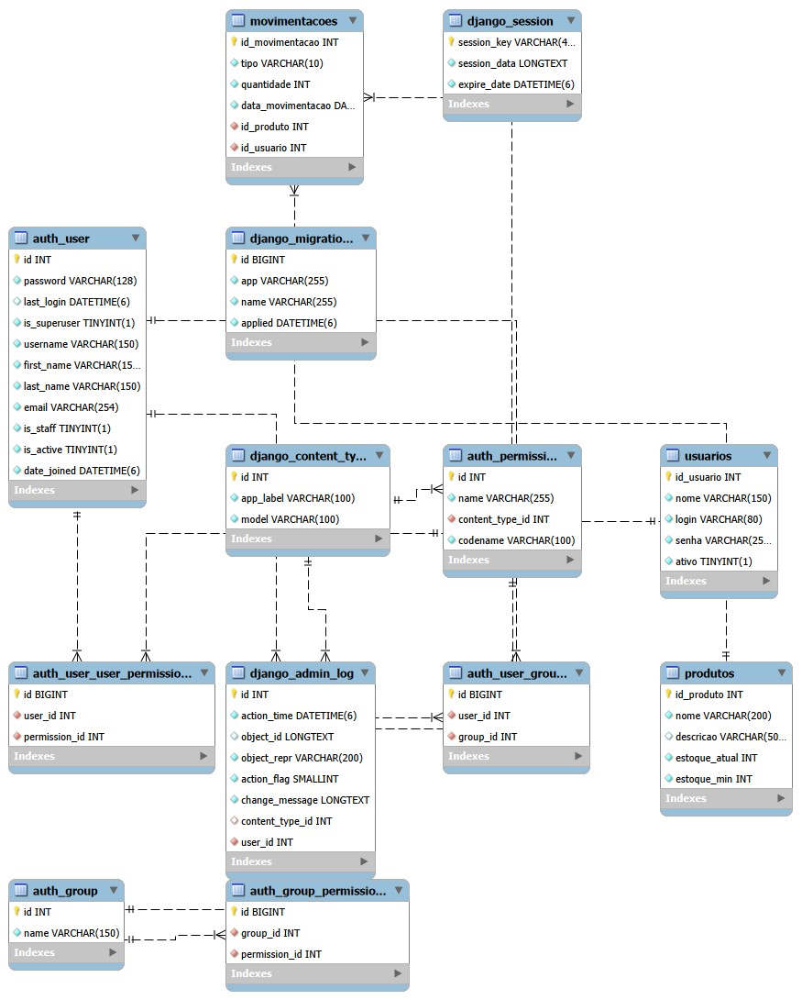 movimentacoes
id_movimentacao INT
tipo VARCHAR(10)
quantidade INT
data_movimentacao DA...
id_produto INT
id_usuario INT
Indexes
django_session
session_key VARCHAR(4...
session_data LONGTEXT
expire_date DATETIME(6)
Indexes
auth_user
id INT
password VARCHAR(128)
last_login DATETIME(6)
is_superuser TINYINT(1)
username VARCHAR(150)
first_name VARCHAR(15...
last_name VARCHAR(150)
email VARCHAR(254)
is_staff TINYINT(1)
is_active TINYINT(1)
date_joined DATETIME(6)
Indexes
django_migratio...
id BIGINT
app VARCHAR(255)
name VARCHAR(255)
applied DATETIME(6)
Indexes
django_content_ty...
id INT
app_label VARCHAR(100)
model VARCHAR(100)
Indexes
auth_permissi...
id INT
name VARCHAR(255)
content_type_id INT
codename VARCHAR(100)
Indexes
usuarios
id_usuario INT
nome VARCHAR(150)
login VARCHAR(80)
senha VARCHAR(25...
ativo TINYINT(1)
Indexes
auth_user_user_permissio...
id BIGINT
user_id INT
permission_id INT
Indexes
django_admin_log
id INT
action_time DATETIME(6)
object_id LONGTEXT
object_repr VARCHAR(200)
action_flag SMALLINT
change_message LONGTEXT
content_type_id INT
user_id INT
Indexes
auth_user_grou...
id BIGINT
user_id INT
group_id INT
Indexes
produtos
id_produto INT
nome VARCHAR(200)
descricao VARCHAR(50...
estoque_atual INT
estoque_min INT
Indexes
auth_group
id INT
name VARCHAR(150)
Indexes
auth_group_permissio...
id BIGINT
group_id INT
permission_id INT
Indexes